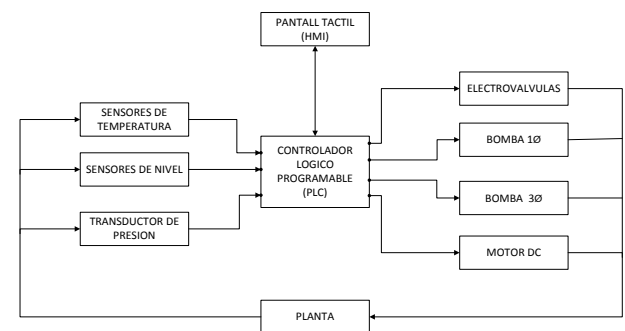 PANTALL TACTIL
(HMI)
SENSORES DE
TEMPERATURA
SENSORES DE NIVEL
TRANSDUCTOR DE
PRESION
CONTROLADOR
LOGICO
PROGRAMABLE
(PLC)
ELECTROVALVULAS
BOMBA 1Ø
BOMBA 3Ø
MOTOR DC
PLANTA